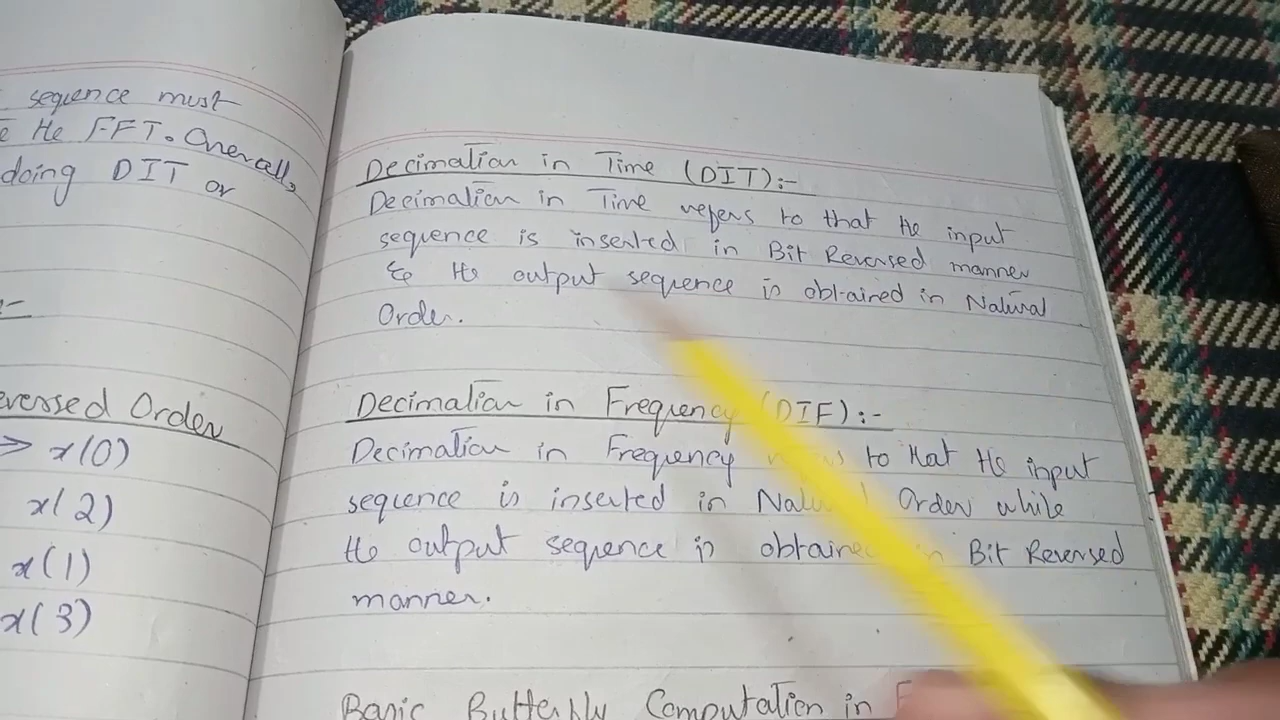 sequence must
the FFT. Overall,
doing DIT or
eversed Order
> x(0)
x(2)
x(1)
x(3)
Decimation in Time (DIT):-
Decimation in Time refers to that the input
sequence is inserted in Bit Reversed manner
& the output sequence is obtained in Natural
Order.
Decimation in Frequency (DIF):-
Decimation in Frequency to that the input
sequence is inserted in Order while
the output sequence is obtained in Bit Reversed
manner.
Basic Butterfly Computation in F